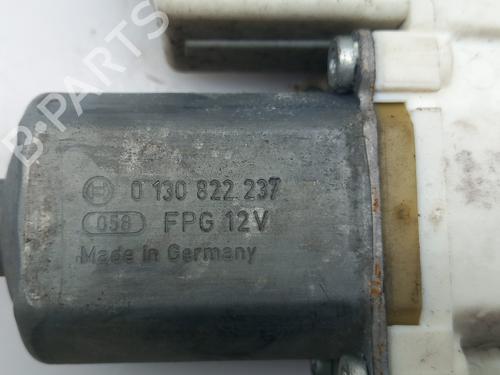 B-PARTS
0 130 822 237
058 FPG 12V
Made in Germany